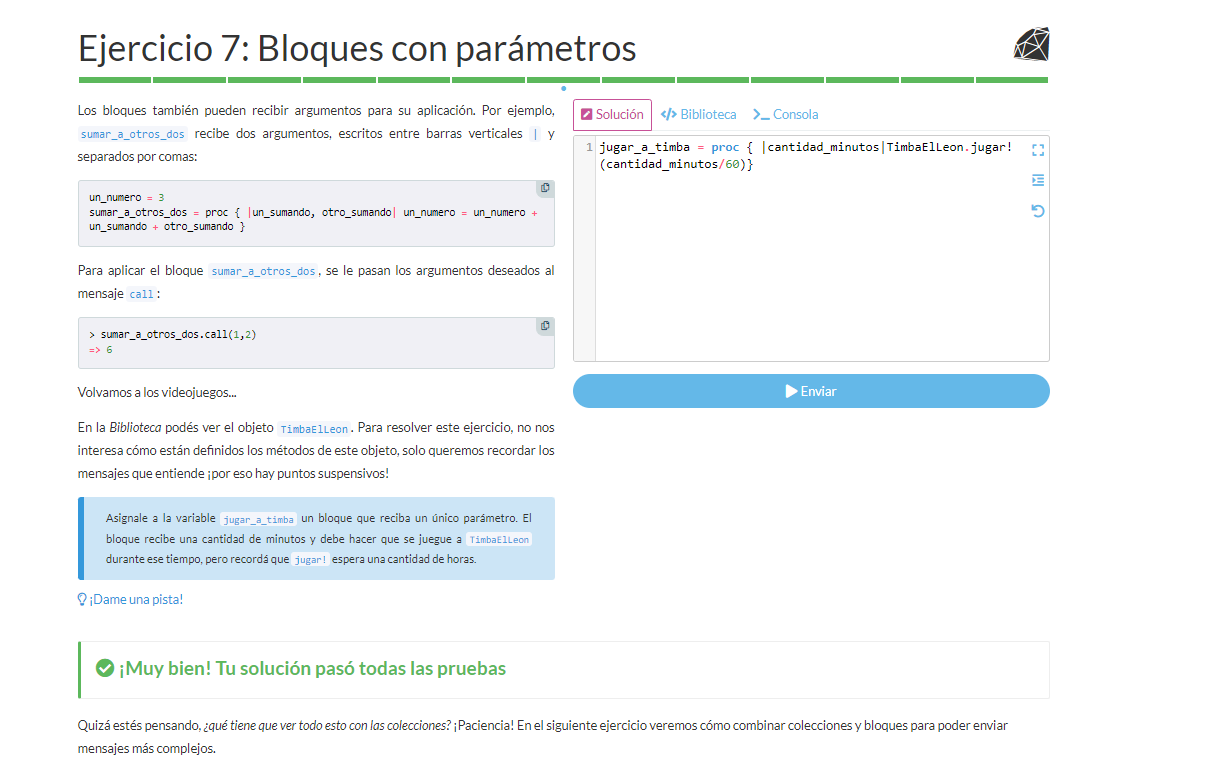 Ejercicio 7: Bloques con parámetros
Los bloques también pueden recibir argumentos para su aplicación. Por ejemplo,
sumar_a_otros_dos recibe dos argumentos, escritos entre barras verticales | y
separados por comas:
un_numero = 3
sumar_a_otros_dos = proc { |un_sumando, otro_sumando| un_numero = un_numero +
un_sumando + otro_sumando }
Para aplicar el bloque sumar_a_otros_dos, se le pasan los argumentos deseados al
mensaje call:
> sumar_a_otros_dos.call(1,2)
=> 6
Volvamos a los videojuegos...
En la Biblioteca podés ver el objeto TimbaElLeon. Para resolver este ejercicio, no nos
interesa cómo están definidos los métodos de este objeto, solo queremos recordar los
mensajes que entiende ¡por eso hay puntos suspensivos!
Asignale a la variable jugar_a_timba un bloque que reciba un único parámetro. El
bloque recibe una cantidad de minutos y debe hacer que se juegue a TimbaElLeon
durante ese tiempo, pero recordá que jugar! espera una cantidad de horas.
¡Dame una pista!
Solución
Biblioteca
Consola
1 jugar_a_timba = proc { |cantidad_minutos|TimbaElLeon.jugar!
(cantidad_minutos/60)}
Enviar
¡Muy bien! Tu solución pasó todas las pruebas
Quizá estés pensando, ¿qué tiene que ver todo esto con las colecciones? ¡Paciencia! En el siguiente ejercicio veremos cómo combinar colecciones y bloques para poder enviar
mensajes más complejos.